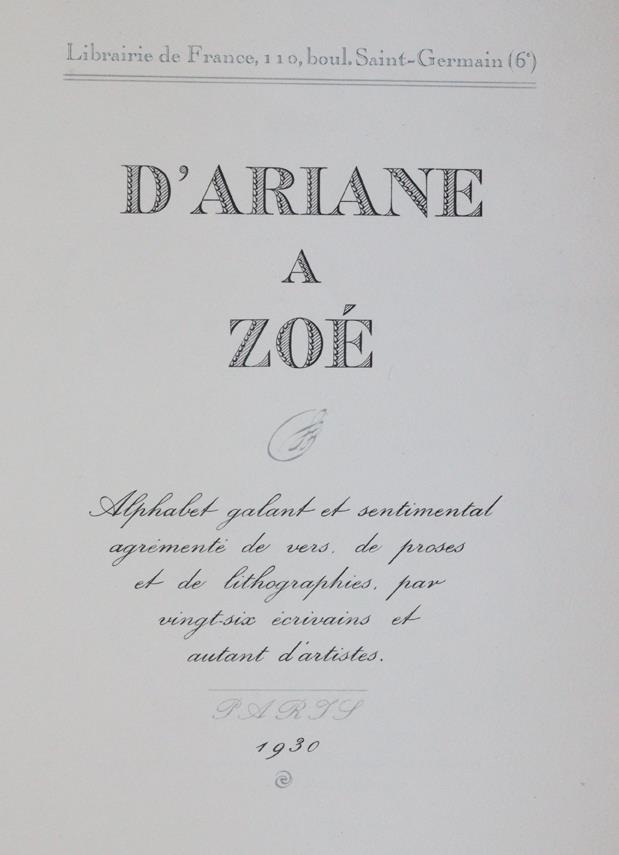 Librairie de France, 110, boul. Saint-Germain (6ᵉ)
D'ARIANE
A
ZOÉ
Alphabet galant et sentimental
agrémenté de vers, de proses
et de lithographies, par
vingt-six écrivains et
autant d'artistes.
PARIS
1930